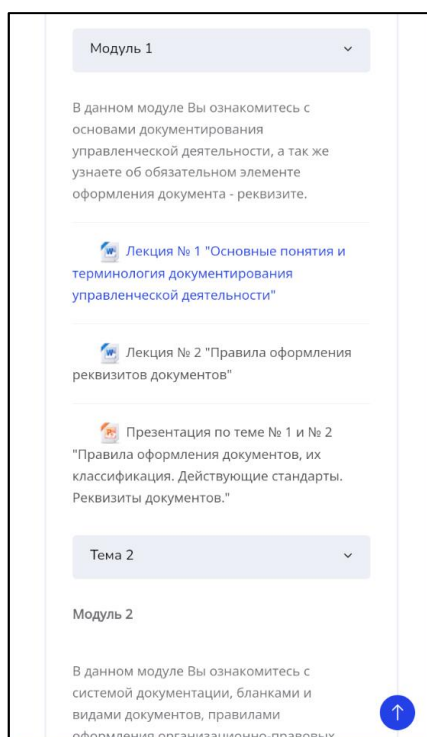 Модуль 1
В данном модуле Вы ознакомитесь с
основами документирования
управленческой деятельности, а так же
узнаете об обязательном элементе
оформления документа - реквизите.
Лекция № 1 "Основные понятия и
терминология документирования
управленческой деятельности"
Лекция № 2 "Правила оформления
реквизитов документов"
Презентация по теме № 1 и № 2
"Правила оформления документов, их
классификация. Действующие стандарты.
Реквизиты документов."
Тема 2
Модуль 2
В данном модуле Вы ознакомитесь с
системой документации, бланками и
видами документов, правилами
оформления организационно-правовых